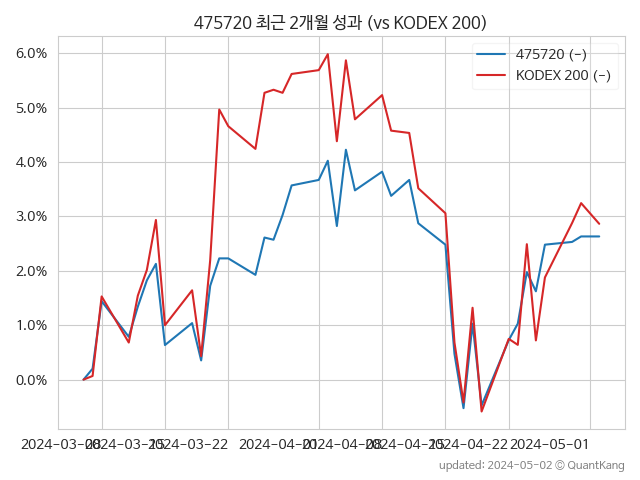 475720 최근 2개월 성과 (vs KODEX 200)
475720 (-)
KODEX 200 (-)
6.0%
5.0%
4.0%
3.0%
2.0%
1.0%
0.0%
2024-03-08 2024-03-15 2024-03-22 2024-04-01 2024-04-08 2024-04-15 2024-04-22 2024-05-01
updated: 2024-05-02 © QuantKang